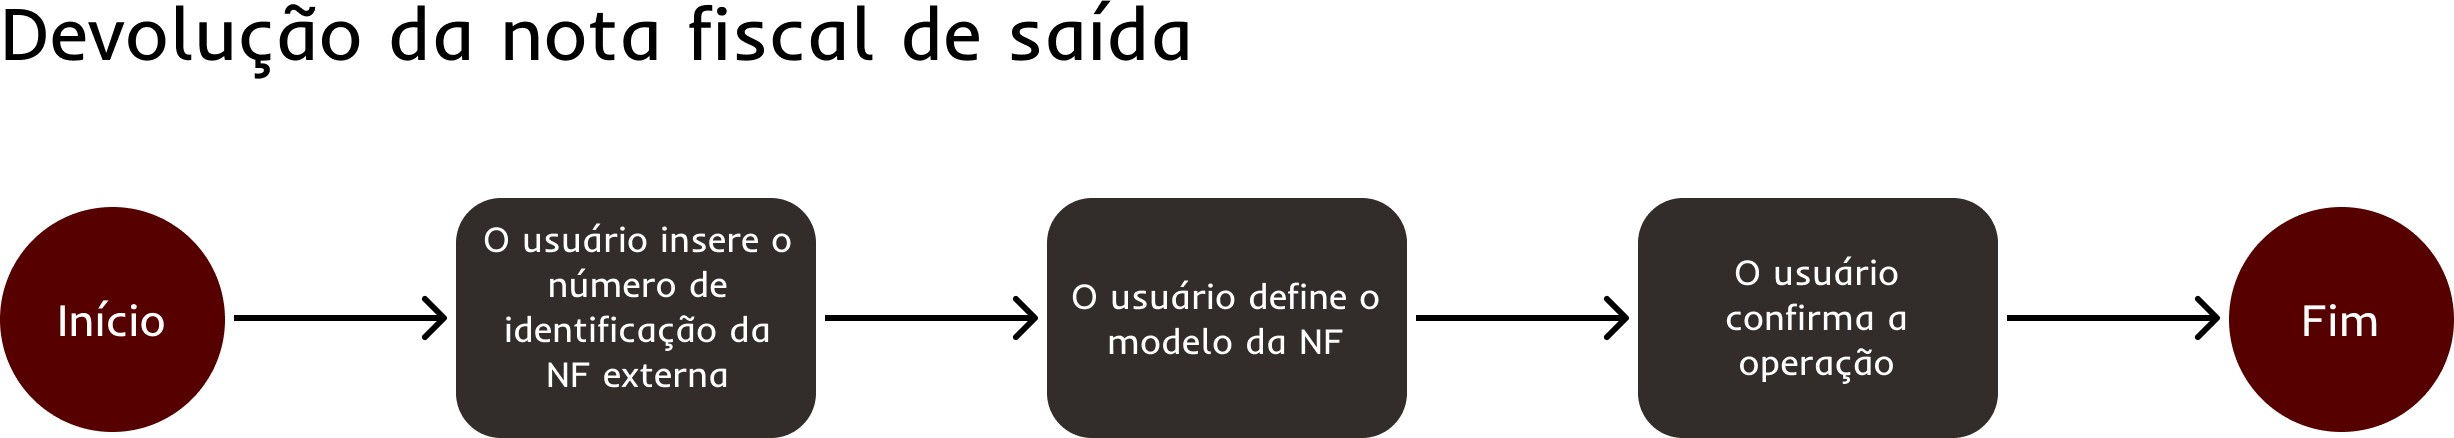 Devolução da nota fiscal de saída
Início
O usuário insere o
número de
identificação da
NF externa
O usuário define o
modelo da NF
O usuário
confirma a
operação
Fim